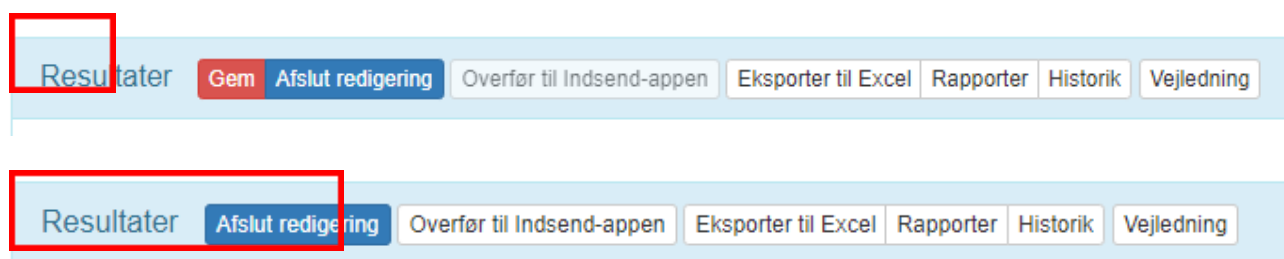 Resultater Gem Afslut redigering Overfør til Indsend-appen Eksporter til Excel Rapporter Historik Vejledning
Resultater Afslut redigering Overfør til Indsend-appen Eksporter til Excel Rapporter Historik Vejledning